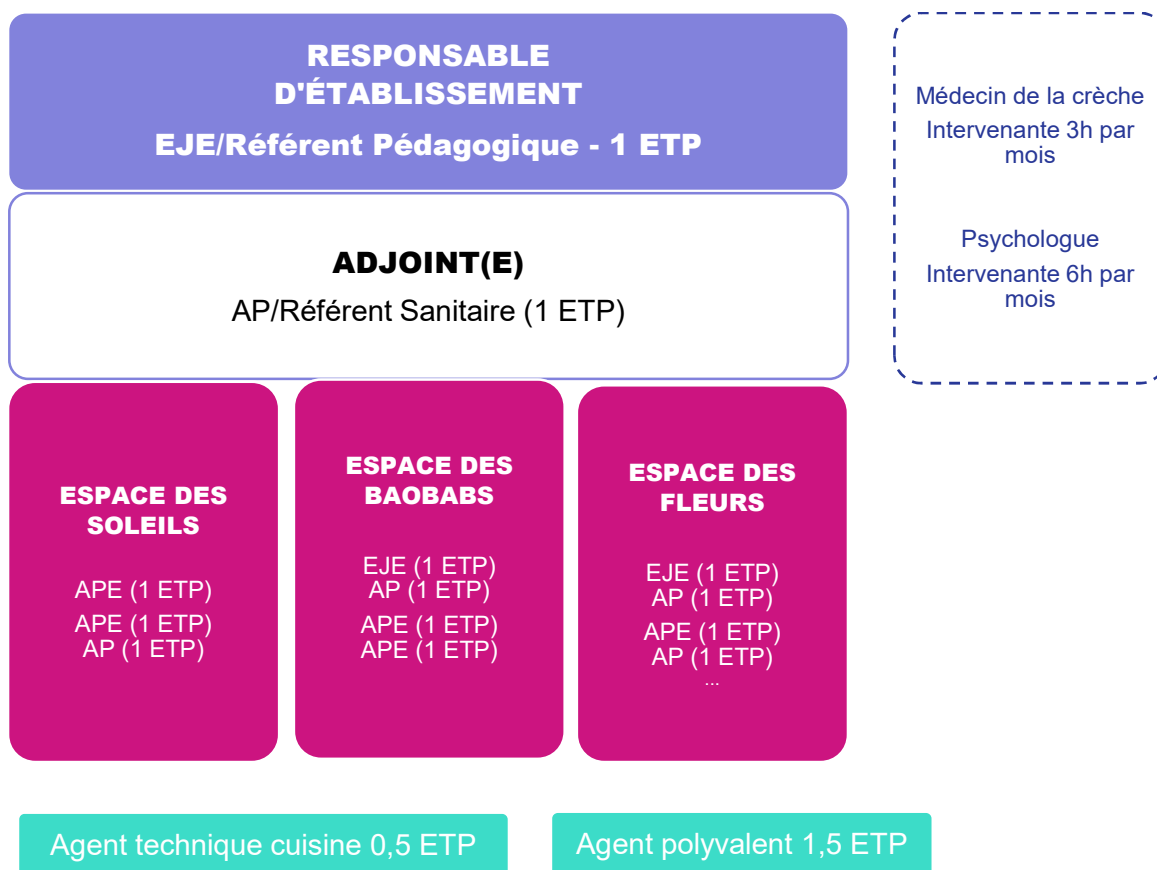 RESPONSABLE
D'ÉTABLISSEMENT
EJE/Référent Pédagogique - 1 ETP
ADJOINT(E)
AP/Référent Sanitaire (1 ETP)
Médecin de la crèche
Intervenante 3h par
mois
Psychologue
Intervenante 6h par
mois
ESPACE DES
SOLEILS
APE (1 ETP)
APE (1 ETP)
AP (1 ETP)
ESPACE DES
BAOBABS
EJE (1 ETP)
AP (1 ETP)
APE (1 ETP)
APE (1 ETP)
ESPACE DES
FLEURS
EJE (1 ETP)
AP (1 ETP)
APE (1 ETP)
AP (1 ETP)
...
Agent technique cuisine 0,5 ETP
Agent polyvalent 1,5 ETP